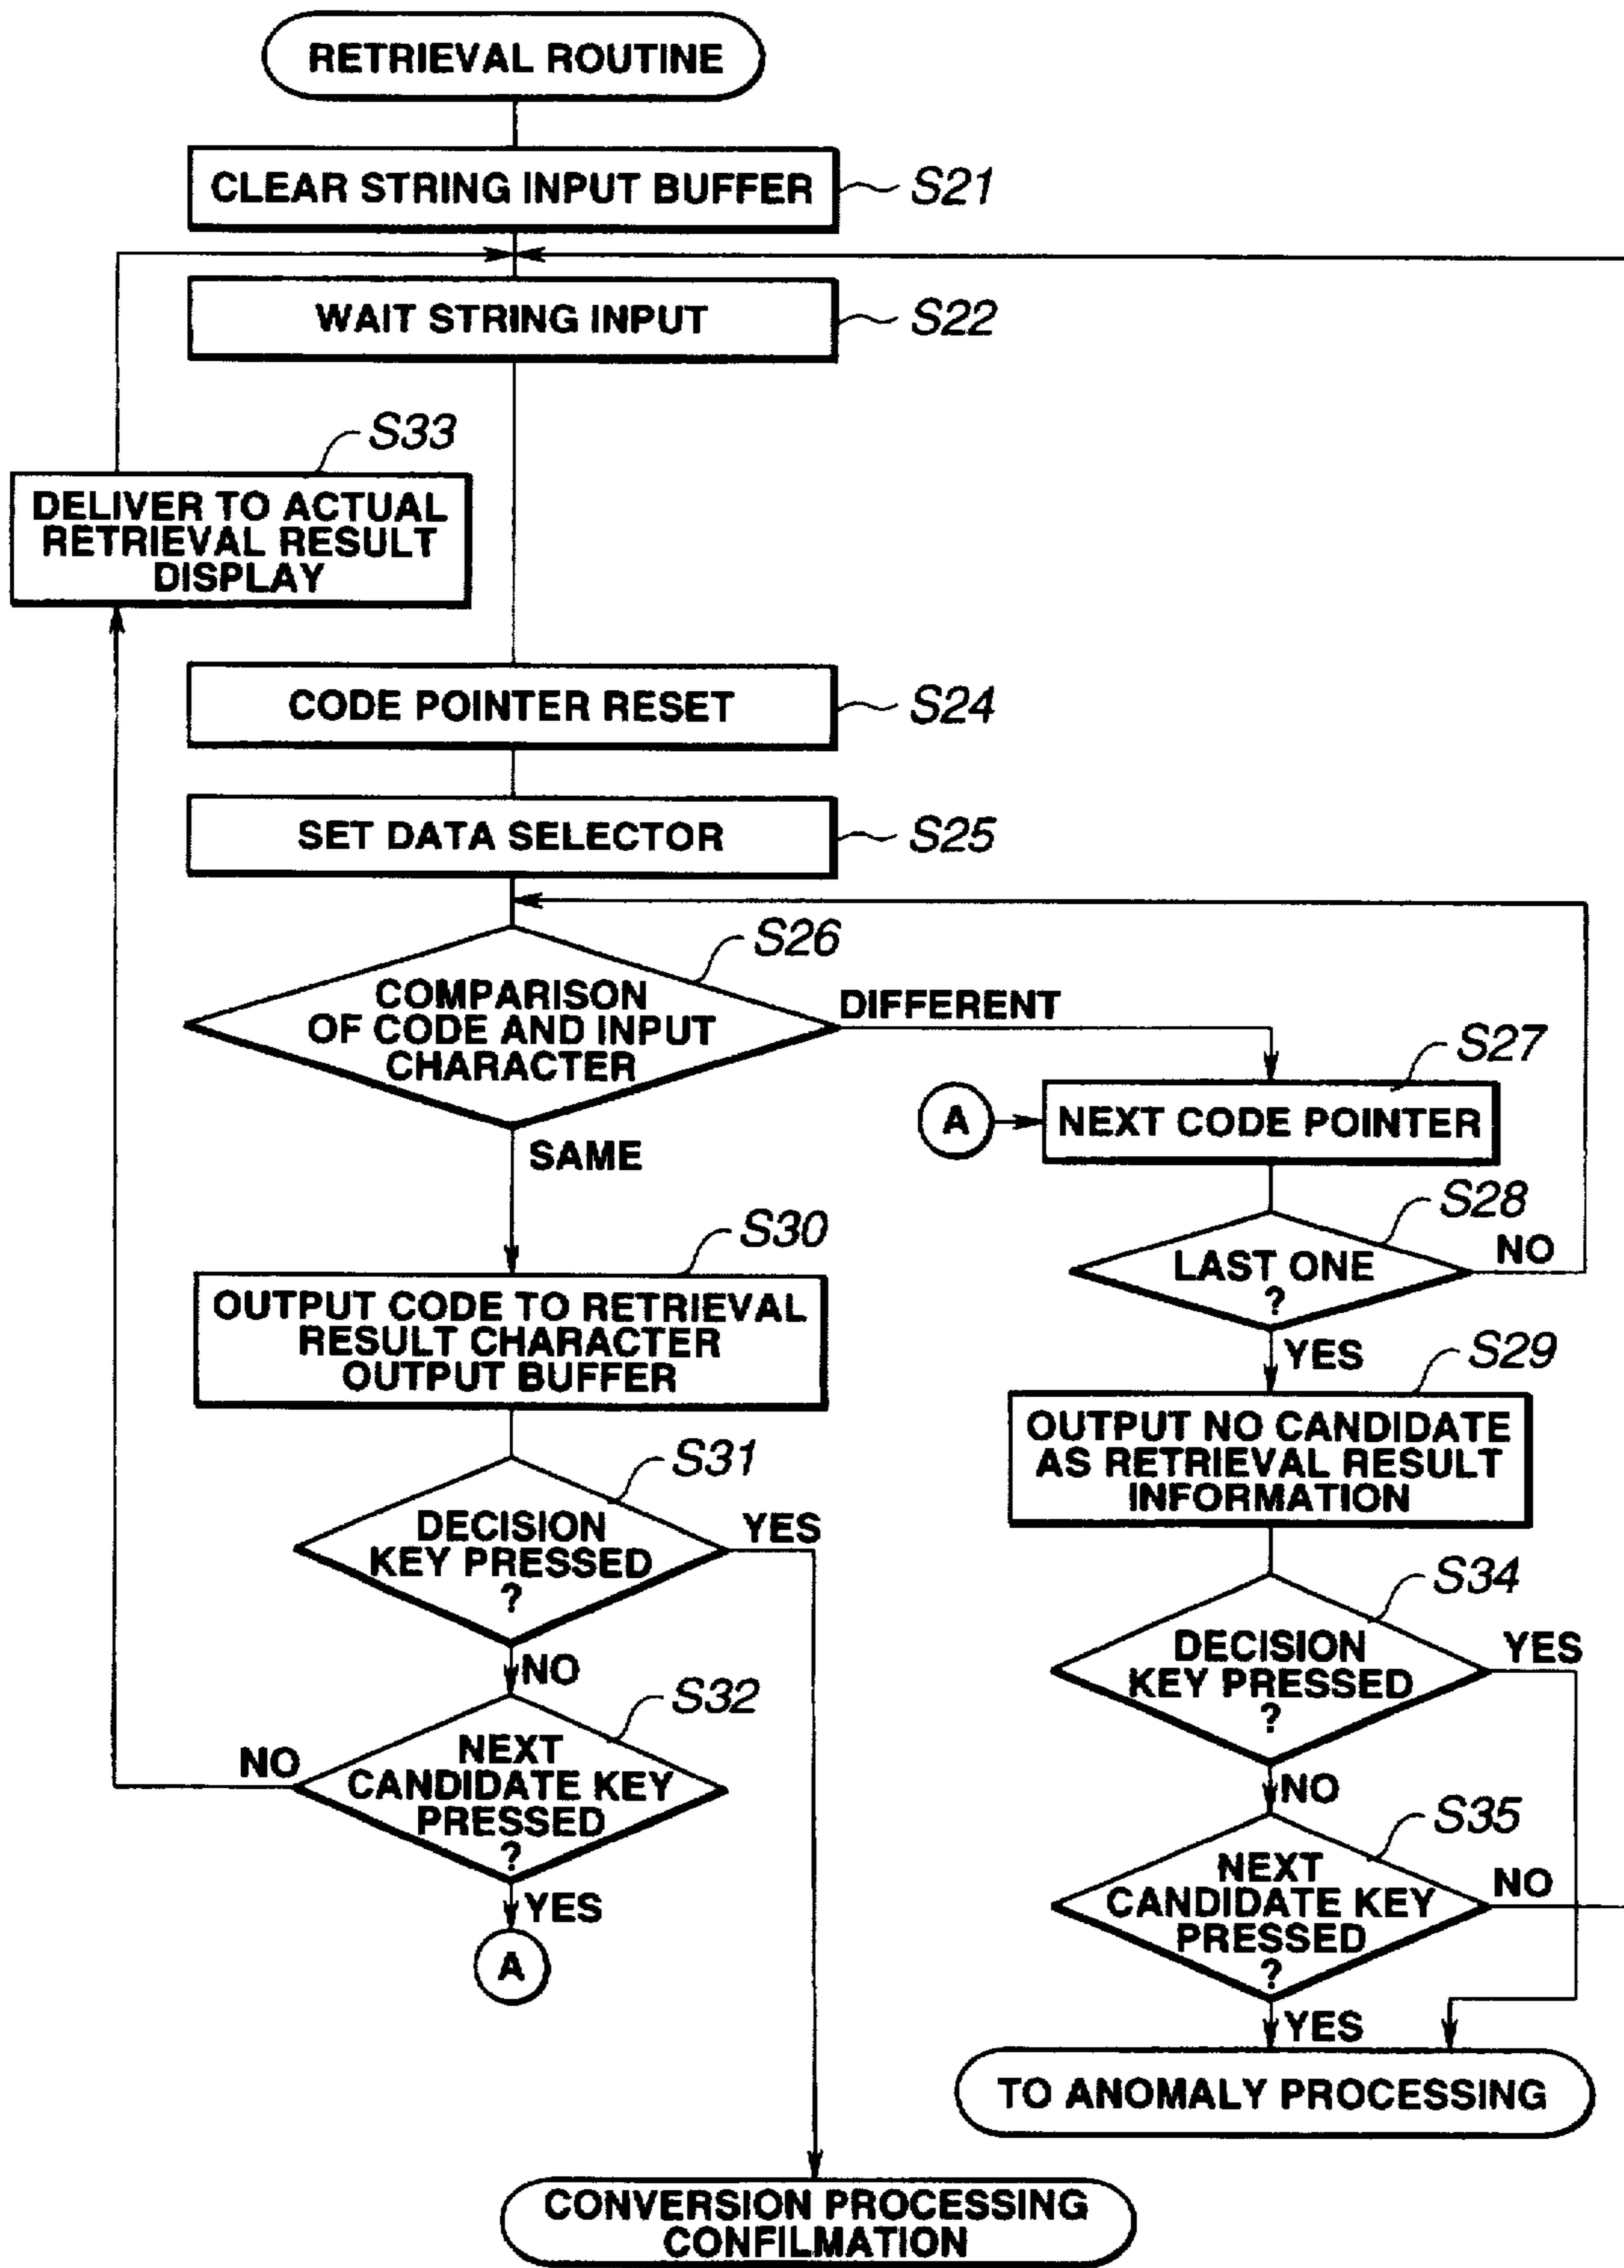 RETRIEVAL ROUTINE
CLEAR STRING INPUT BUFFER
S21
WAIT STRING INPUT
S22
S33
DELIVER TO ACTUAL
RETRIEVAL RESULT
DISPLAY
CODE POINTER RESET
S24
SET DATA SELECTOR
S25
S26
COMPARISON
OF CODE AND INPUT
CHARACTER
DIFFERENT
SAME
S27
A
NEXT CODE POINTER
S28
LAST ONE
?
NO
YES
S29
OUTPUT NO CANDIDATE
AS RETRIEVAL RESULT
INFORMATION
S30
OUTPUT CODE TO RETRIEVAL
RESULT CHARACTER
OUTPUT BUFFER
S31
DECISION
KEY PRESSED
?
YES
NO
S32
NEXT
CANDIDATE KEY
PRESSED
?
NO
YES
A
S34
DECISION
KEY PRESSED
?
YES
NO
S35
NEXT
CANDIDATE KEY
PRESSED
?
NO
YES
TO ANOMALY PROCESSING
CONVERSION PROCESSING
CONFILMATION